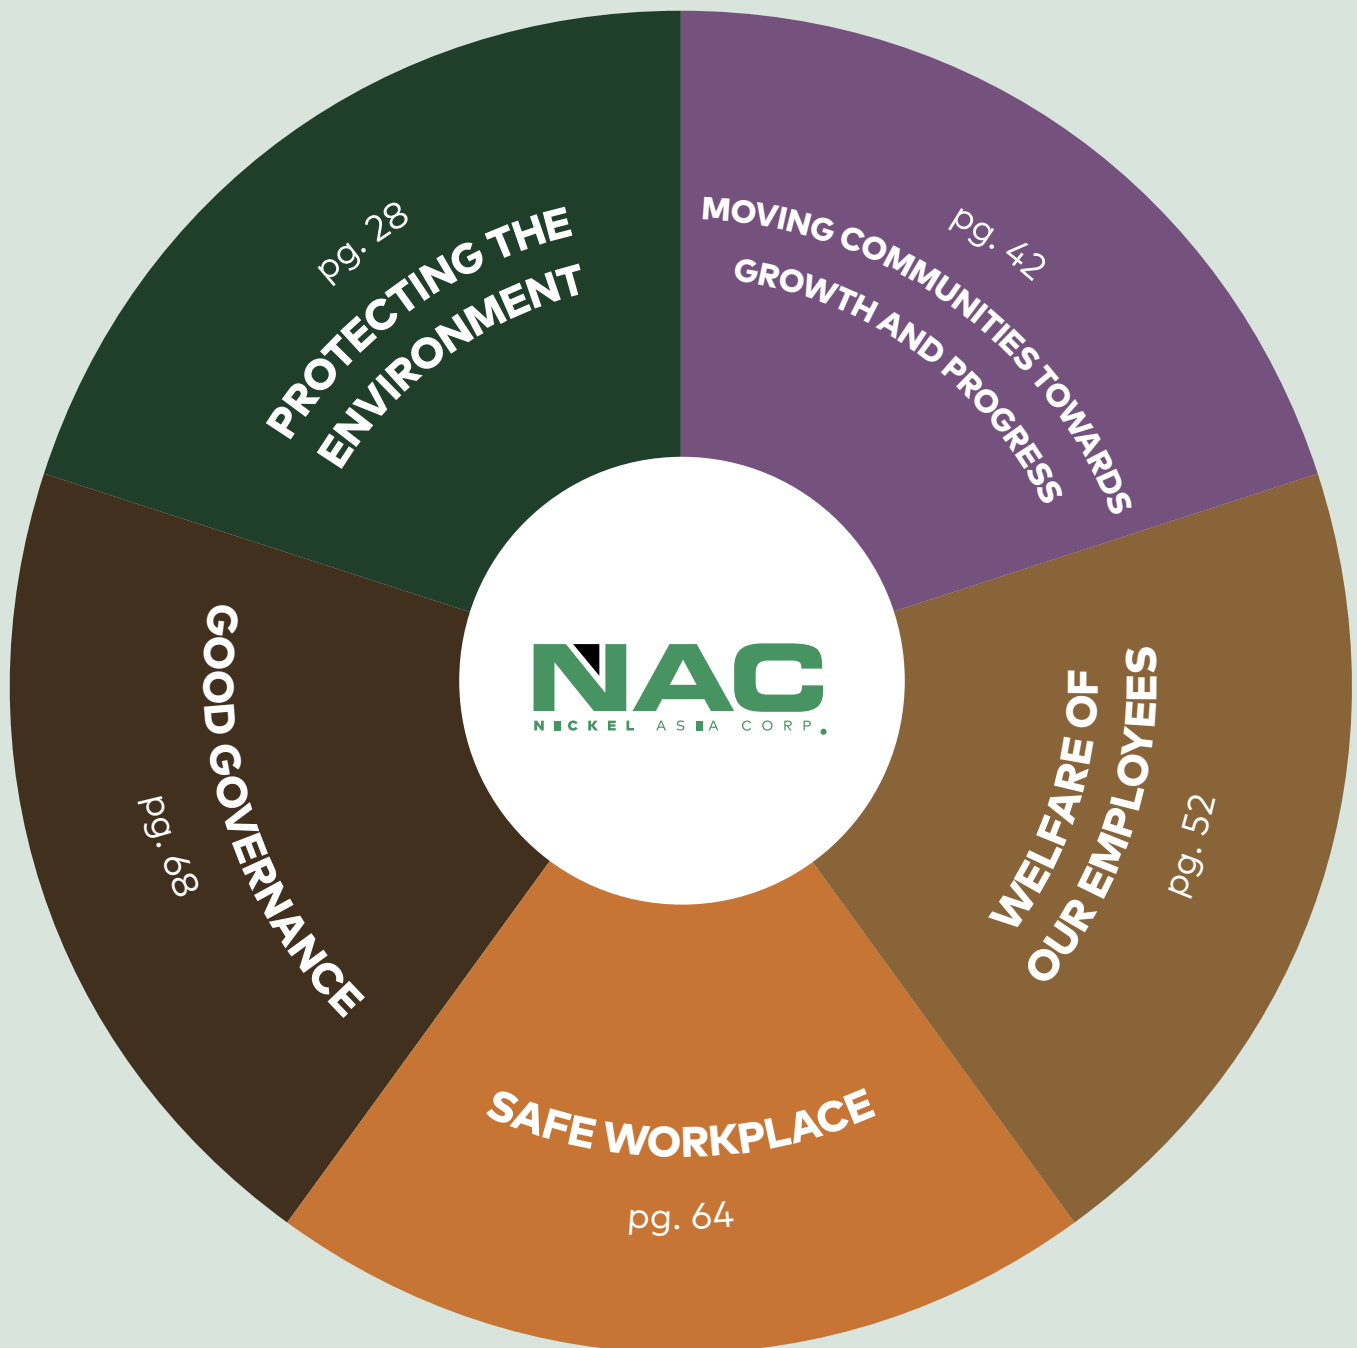 pg. 28
PROTECTING THE
ENVIRONMENT
pg. 42
MOVING COMMUNITIES TOWARDS
GROWTH AND PROGRESS
WELFARE OF
OUR EMPLOYEES
pg. 52
SAFE WORKPLACE
pg. 64
GOOD GOVERNANCE
pg. 68
NAC
NICKEL ASIA CORP.